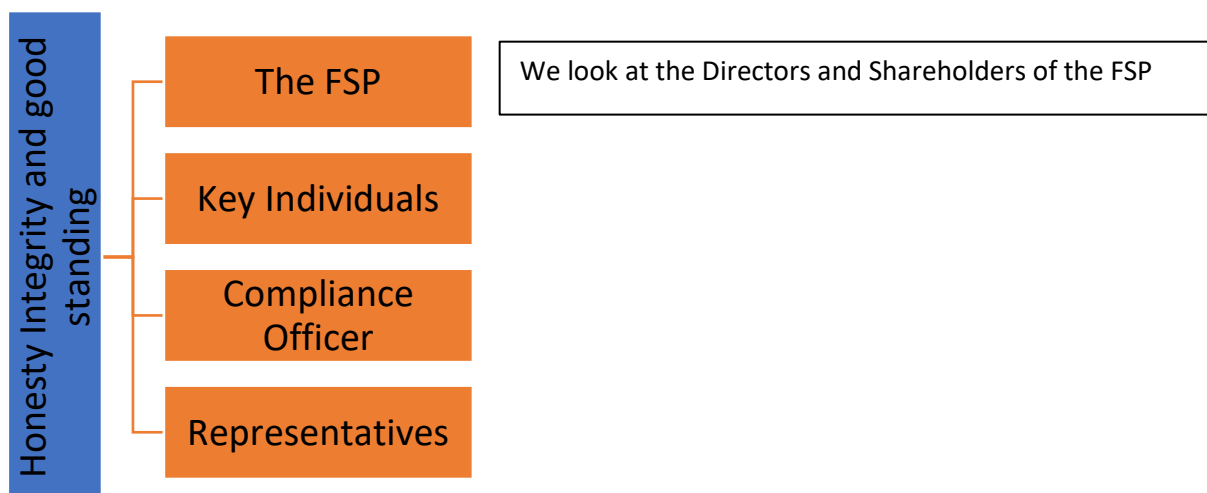 Honesty Integrity and good
standing
The FSP
We look at the Directors and Shareholders of the FSP
Key Individuals
Compliance
Officer
Representatives